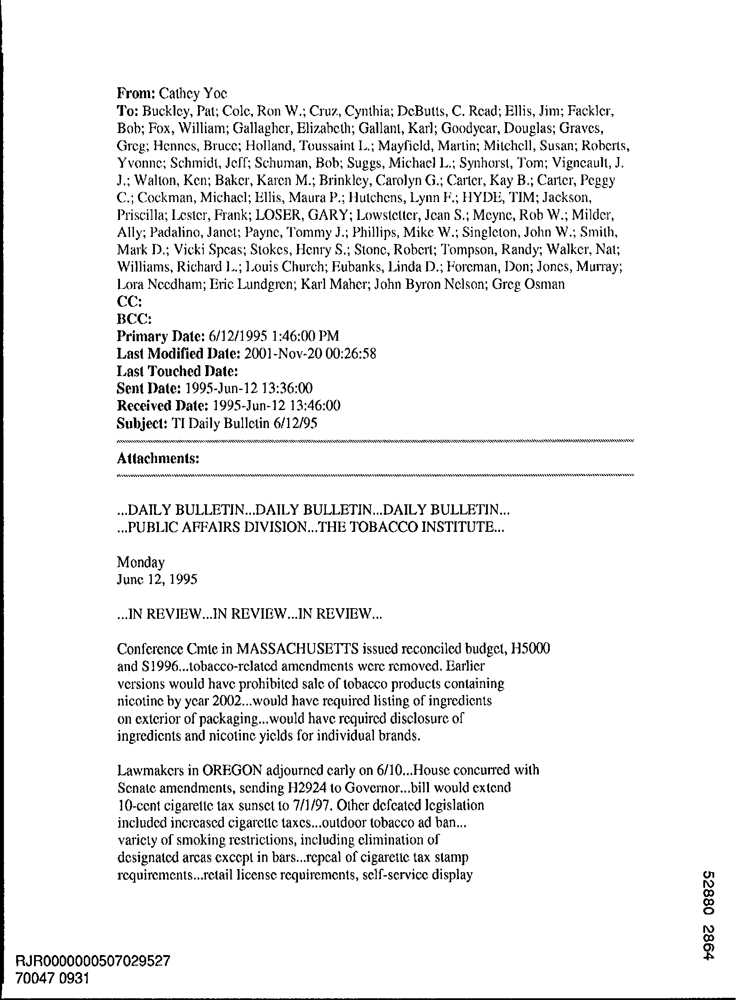 From: Cathey Yoe
To: Buckley, Pat; Cole, Ron W.; Cruz, Cynthia; DeButts, C. Read; Ellis, Jim; Fackler,
Bob; Fox, William; Gallagher, Elizabeth; Gallant, Karl; Goodyear, Douglas; Graves,
Greg; Hennes, Bruce; Holland, Toussaint L.; Mayfield, Martin; Mitchell, Susan; Roberts,
Yvonne; Schmidt, Jeff; Schuman, Bob; Suggs, Michael L.; Synhorst, Tom; Vigneault, J.
J.; Walton, Ken; Baker, Karen M.; Brinkley, Carolyn G.; Carter, Kay B.; Carter, Peggy
C.; Cockman, Michael; Ellis, Maura P.; Hutchens, Lynn F.; HYDE, TIM; Jackson,
Priscilla; Lester, Frank; LOSER, GARY; Lowstetter, Jean S.; Meyne, Rob W.; Milder,
Ally; Padalino, Janet; Payne, Tommy J.; Phillips, Mike W.; Singleton, John W.; Smith,
Mark D.; Vicki Speas; Stokes, Henry S.; Stone, Robert; Tompson, Randy; Walker, Nat;
Williams, Richard L.; Louis Church; Eubanks, Linda D.; Foreman, Don; Jones, Murray;
Lora Needham; Eric Lundgren; Karl Maher; John Byron Nelson; Greg Osman
CC:
BCC:
Primary Date: 6/12/1995 1:46:00 PM
Last Modified Date: 2001-Nov-20 00:26:58
Last Touched Date:
Sent Date: 1995-Jun-12 13:36:00
Received Date: 1995-Jun-12 13:46:00
Subject: TI Daily Bulletin 6/12/95
Attachments:
...DAILY BULLETIN...DAILY BULLETIN...DAILY BULLETIN...
...PUBLIC AFFAIRS DIVISION...THE TOBACCO INSTITUTE...
Monday
June 12, 1995
...IN REVIEW...IN REVIEW...IN REVIEW...
Conference Cmte in MASSACHUSETTS issued reconciled budget, H5000
and S1996...tobacco-related amendments were removed. Earlier
versions would have prohibited sale of tobacco products containing
nicotine by year 2002...would have required listing of ingredients
on exterior of packaging...would have required disclosure of
ingredients and nicotine yields for individual brands.
Lawmakers in OREGON adjourned early on 6/10...House concurred with
Senate amendments, sending H2924 to Governor...bill would extend
10-cent cigarette tax sunset to 7/1/97. Other defeated legislation
included increased cigarette taxes...outdoor tobacco ad ban...
variety of smoking restrictions, including elimination of
designated areas except in bars...repeal of cigarette tax stamp
requirements...retail license requirements, self-service display
52880 2864
RJR0000000507029527
70047 0931